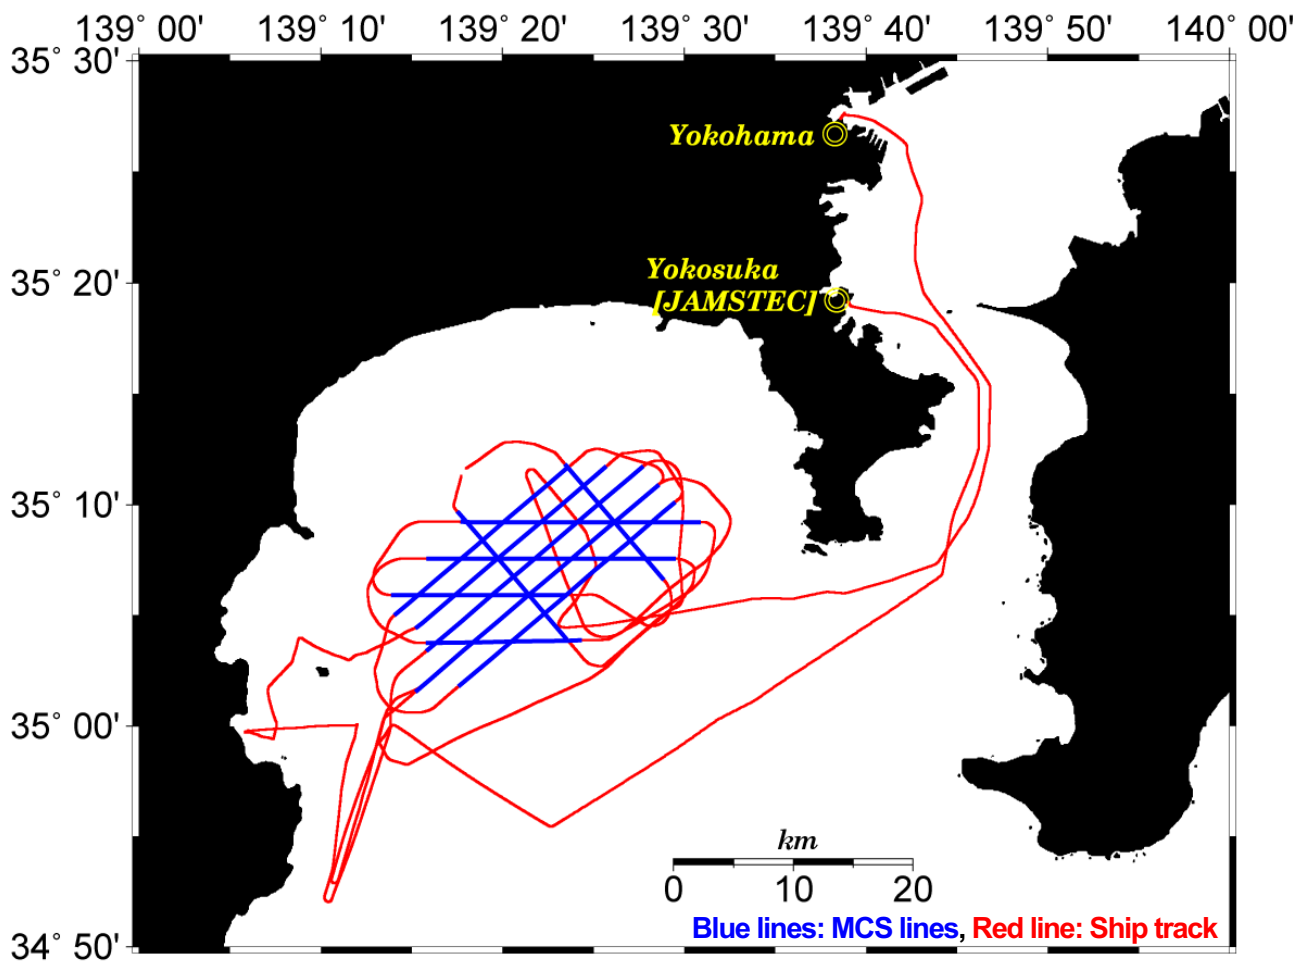 139° 00' 139° 10' 139° 20' 139° 30' 139° 40' 139° 50' 140° 00'
35° 30'
Yokohama
Yokosuka
35° 20'
[JAMSTEC]
35° 10'
35° 00'
km
0 10 20
Blue lines: MCS lines, Red line: Ship track
34° 50'